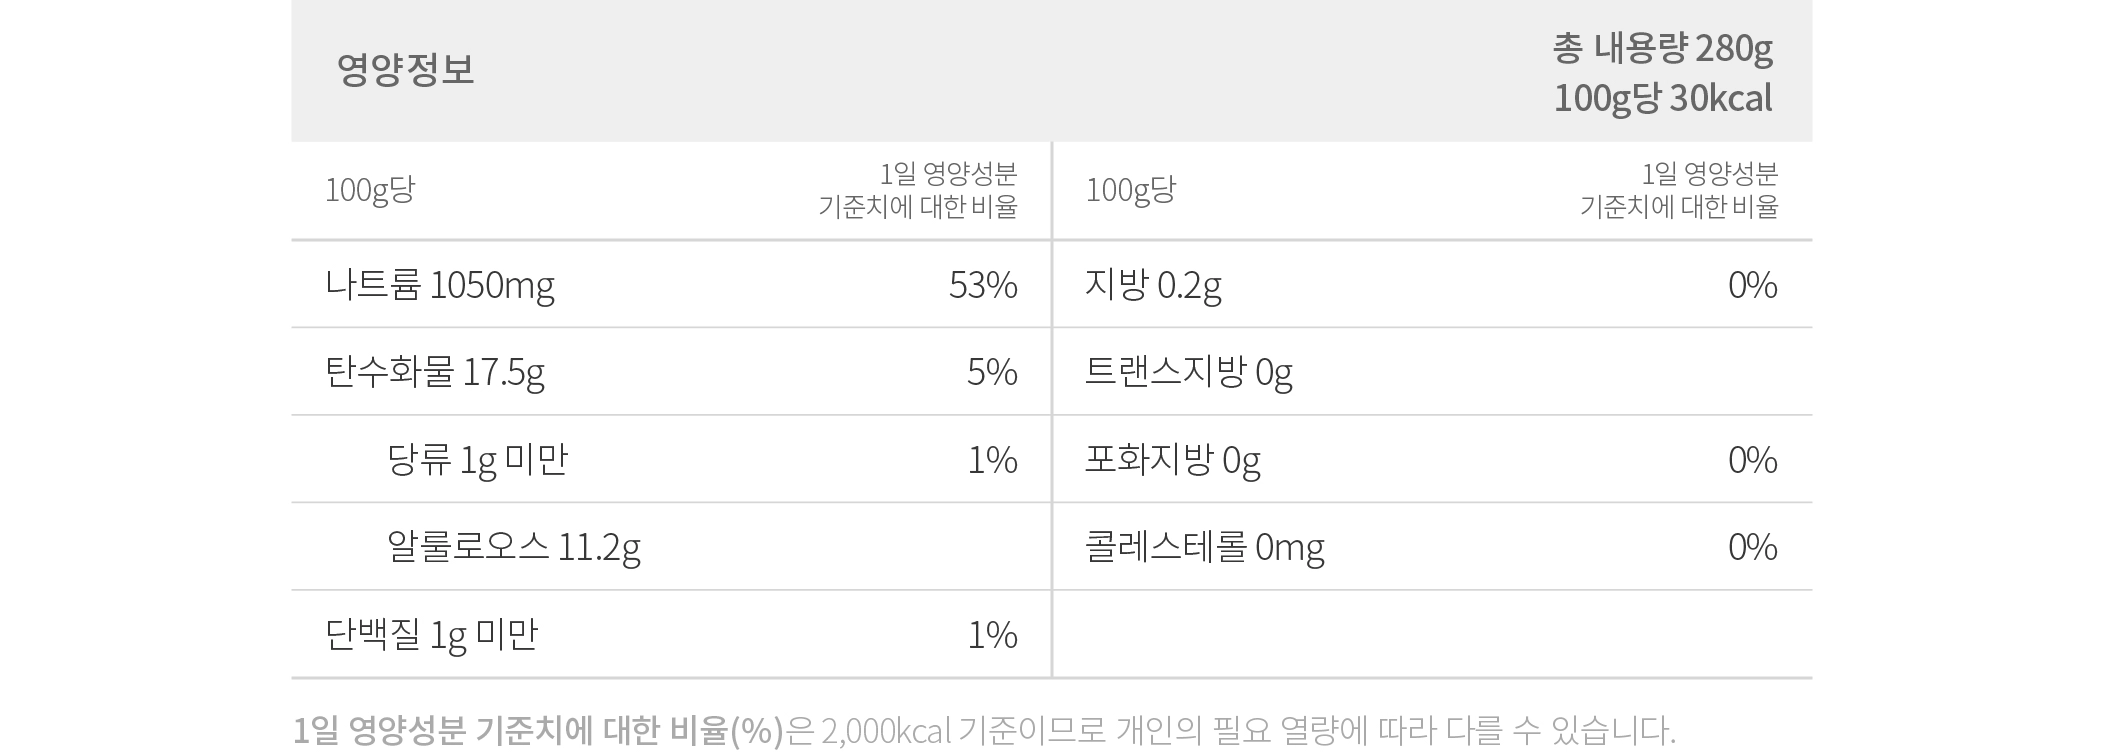 영양정보
총 내용량 280g
100g당 30kcal
100g당
1일 영양성분
기준치에 대한 비율
100g당
1일 영양성분
기준치에 대한 비율
나트륨 1050mg 53%
지방 0.2g 0%
탄수화물 17.5g 5%
트랜스지방 0g
당류 1g 미만 1%
포화지방 0g 0%
알룰로오스 11.2g
콜레스테롤 0mg 0%
단백질 1g 미만 1%
1일 영양성분 기준치에 대한 비율(%)은 2,000kcal 기준이므로 개인의 필요 열량에 따라 다를 수 있습니다.